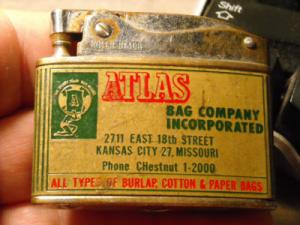 Shift
ATLAS
BAG COMPANY
INCORPORATED
2711 EAST 18th STREET
KANSAS CITY 27, MISSOURI
Phone CHestnut 1-2000
ALL TYPES OF BURLAP, COTTON & PAPER BAGS